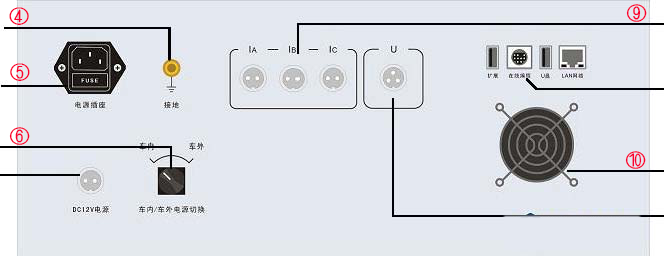 ④
⑨
IA
IB
IC
U
⑤
FUSE
扩展
在线编程
U盘
LAN网络
电源插座
接地
⑥
车内
车外
⑩
DC12V电源
车内/车外电源切换